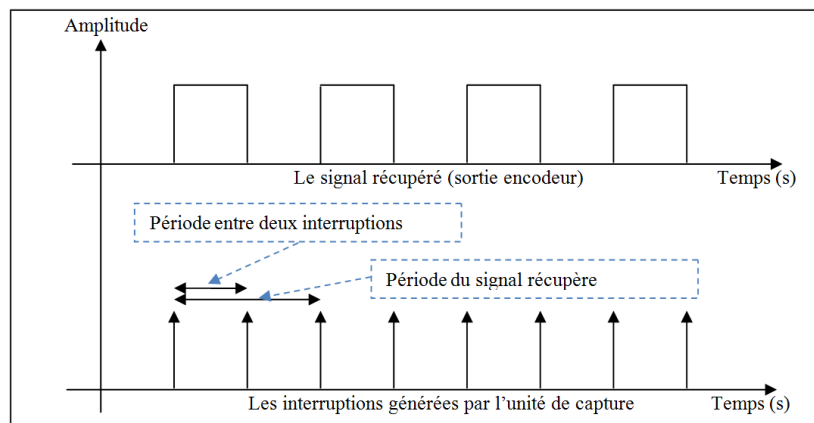 Amplitude
Le signal récupéré (sortie encodeur)
Temps (s)
Période entre deux interruptions
Période du signal récupère
Les interruptions générées par l'unité de capture
Temps (s)